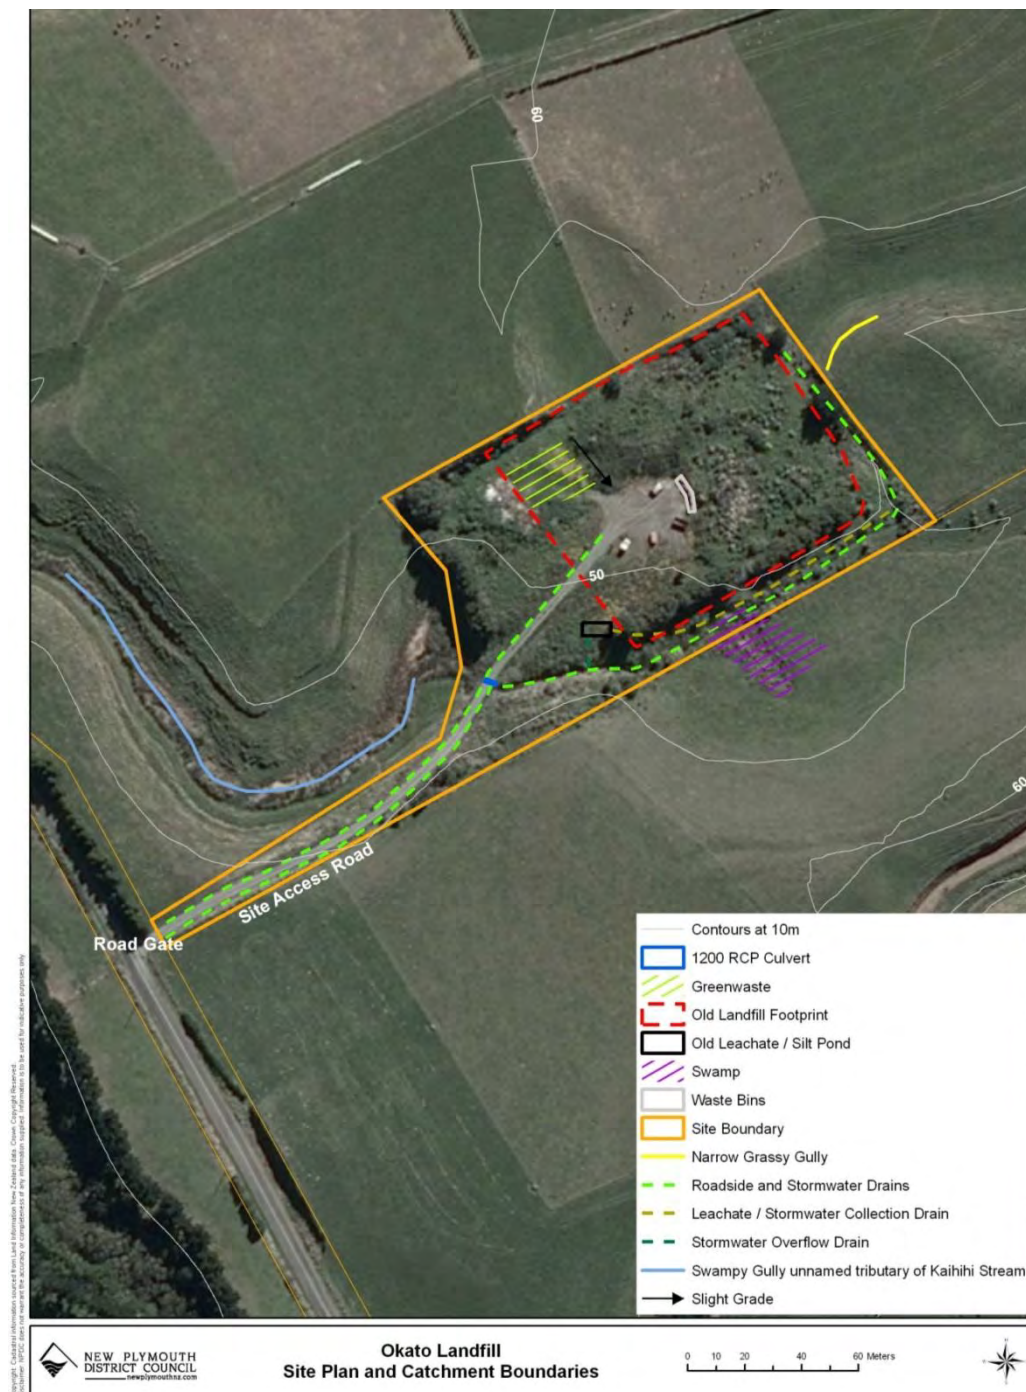 60
50
60
Site Access Road
Road Gate
Contours at 10m
1200 RCP Culvert
Greenwaste
Old Landfill Footprint
Old Leachate / Silt Pond
Swamp
Waste Bins
Site Boundary
Narrow Grassy Gully
Roadside and Stormwater Drains
Leachate / Stormwater Collection Drain
Stormwater Overflow Drain
Swampy Gully unnamed tributary of Kaihihi Stream
Slight Grade
NEW PLYMOUTH
DISTRICT COUNCIL
newplymouthnz.com
Okato Landfill
Site Plan and Catchment Boundaries
0 10 20 40 60 Meters